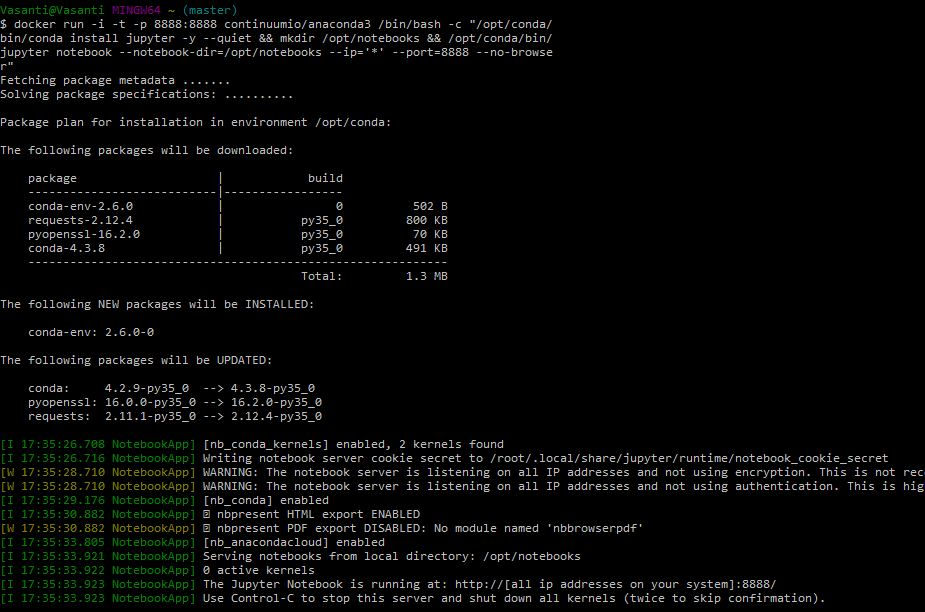 Vasanti@Vasanti MINGW64 ~ (master)
$ docker run -i -t -p 8888:8888 continuumio/anaconda3 /bin/bash -c "/opt/conda/
bin/conda install jupyter -y --quiet && mkdir /opt/notebooks && /opt/conda/bin/
jupyter notebook --notebook-dir=/opt/notebooks --ip='*' --port=8888 --no-browse
r"
Fetching package metadata .......
Solving package specifications: ..........

Package plan for installation in environment /opt/conda:

The following packages will be downloaded:

    package                    |            build
    ---------------------------|-----------------
    conda-env-2.6.0            |                0         502 B
    requests-2.12.4            |           py35_0         800 KB
    pyopenssl-16.2.0           |           py35_0          70 KB
    conda-4.3.8                |           py35_0         491 KB
    ------------------------------------------------------------
                                           Total:         1.3 MB

The following NEW packages will be INSTALLED:

    conda-env: 2.6.0-0

The following packages will be UPDATED:

    conda:     4.2.9-py35_0  --> 4.3.8-py35_0
    pyopenssl: 16.0.0-py35_0 --> 16.2.0-py35_0
    requests:  2.11.1-py35_0 --> 2.12.4-py35_0

[I 17:35:26.708 NotebookApp] [nb_conda_kernels] enabled, 2 kernels found
[I 17:35:26.716 NotebookApp] Writing notebook server cookie secret to /root/.local/share/jupyter/runtime/notebook_cookie_secret
[W 17:35:28.710 NotebookApp] WARNING: The notebook server is listening on all IP addresses and not using encryption. This is not rec
[W 17:35:28.710 NotebookApp] WARNING: The notebook server is listening on all IP addresses and not using authentication. This is hig
[I 17:35:29.176 NotebookApp] [nb_conda] enabled
[I 17:35:30.882 NotebookApp] nbpresent HTML export ENABLED
[W 17:35:30.882 NotebookApp] nbpresent PDF export DISABLED: No module named 'nbbrowserpdf'
[I 17:35:33.805 NotebookApp] [nb_anacondacloud] enabled
[I 17:35:33.921 NotebookApp] Serving notebooks from local directory: /opt/notebooks
[I 17:35:33.922 NotebookApp] 0 active kernels
[I 17:35:33.923 NotebookApp] The Jupyter Notebook is running at: http://[all ip addresses on your system]:8888/
[I 17:35:33.923 NotebookApp] Use Control-C to stop this server and shut down all kernels (twice to skip confirmation).